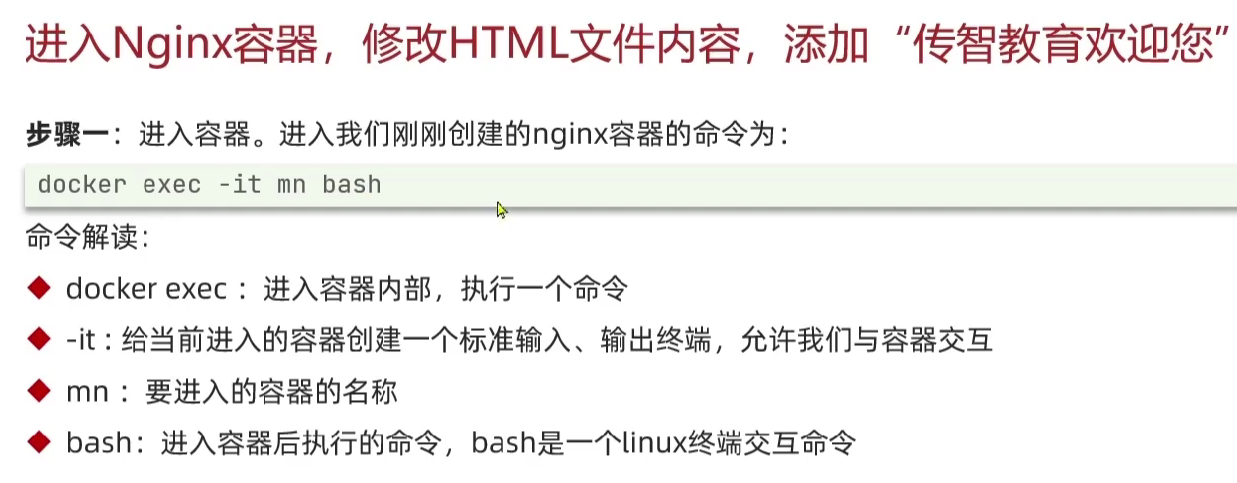 进入Nginx容器，修改HTML文件内容，添加“传智教育欢迎您”
步骤一：进入容器。进入我们刚刚创建的nginx容器的命令为：
docker exec -it mn bash
命令解读：
docker exec ：进入容器内部，执行一个命令
-it : 给当前进入的容器创建一个标准输入、输出终端，允许我们与容器交互
mn ：要进入的容器的名称
bash：进入容器后执行的命令，bash是一个linux终端交互命令